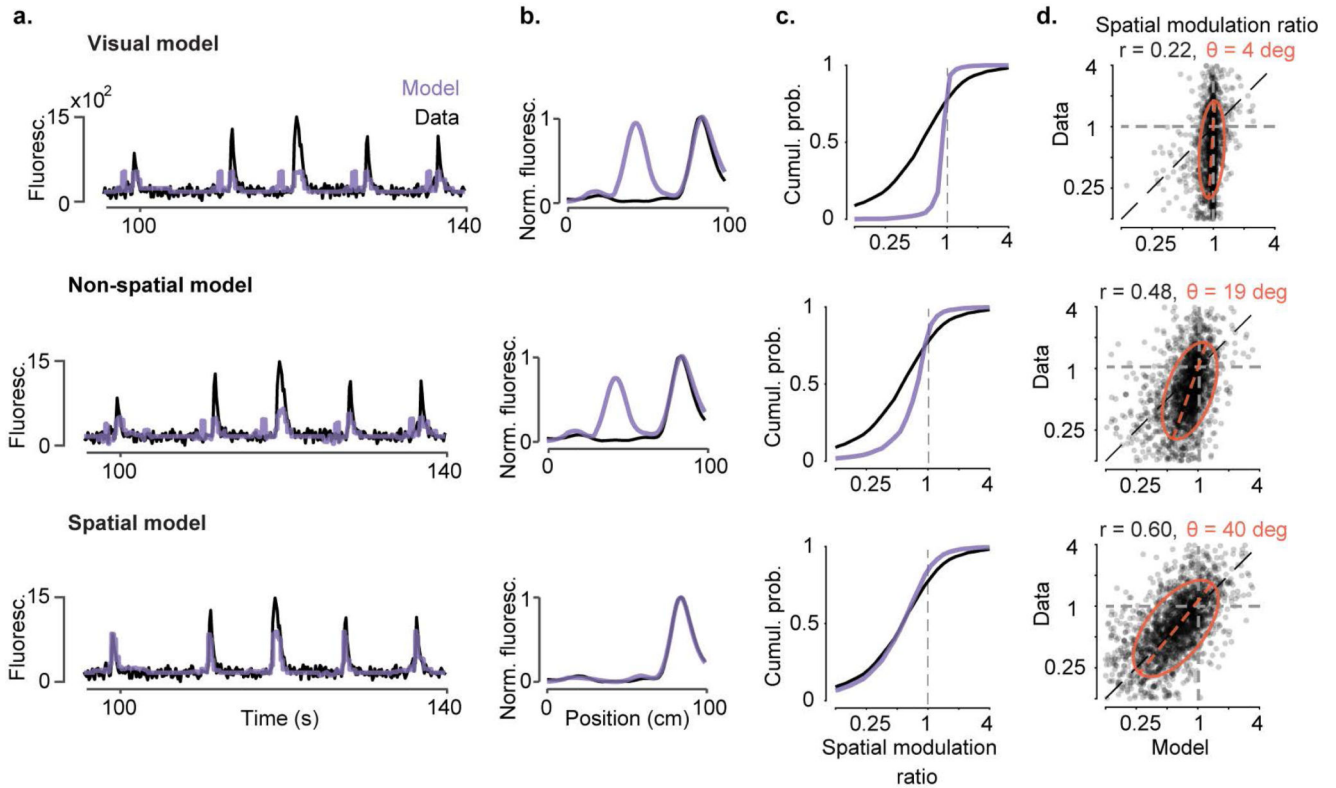 a.
b.
c.
d.
Visual model
×10²
15
0
Fluoresc.
Model
Data
100
140
Norm. fluoresc.
1
0
0
100
Cumul. prob.
1
0.5
0
0.25
1
4
Spatial modulation ratio
r = 0.22, θ = 4 deg
Data
4
1
0.25
0.25
1
4
Non-spatial model
Fluoresc.
15
0
100
140
Norm. fluoresc.
1
0
0
100
Cumul. prob.
1
0.5
0
0.25
1
4
r = 0.48, θ = 19 deg
Data
4
1
0.25
0.25
1
4
Spatial model
Fluoresc.
15
0
100
Time (s)
140
Norm. fluoresc.
1
0
0
Position (cm)
100
Cumul. prob.
1
0.5
0
0.25
1
4
Spatial modulation
ratio
r = 0.60, θ = 40 deg
Data
4
1
0.25
0.25
1
4
Model